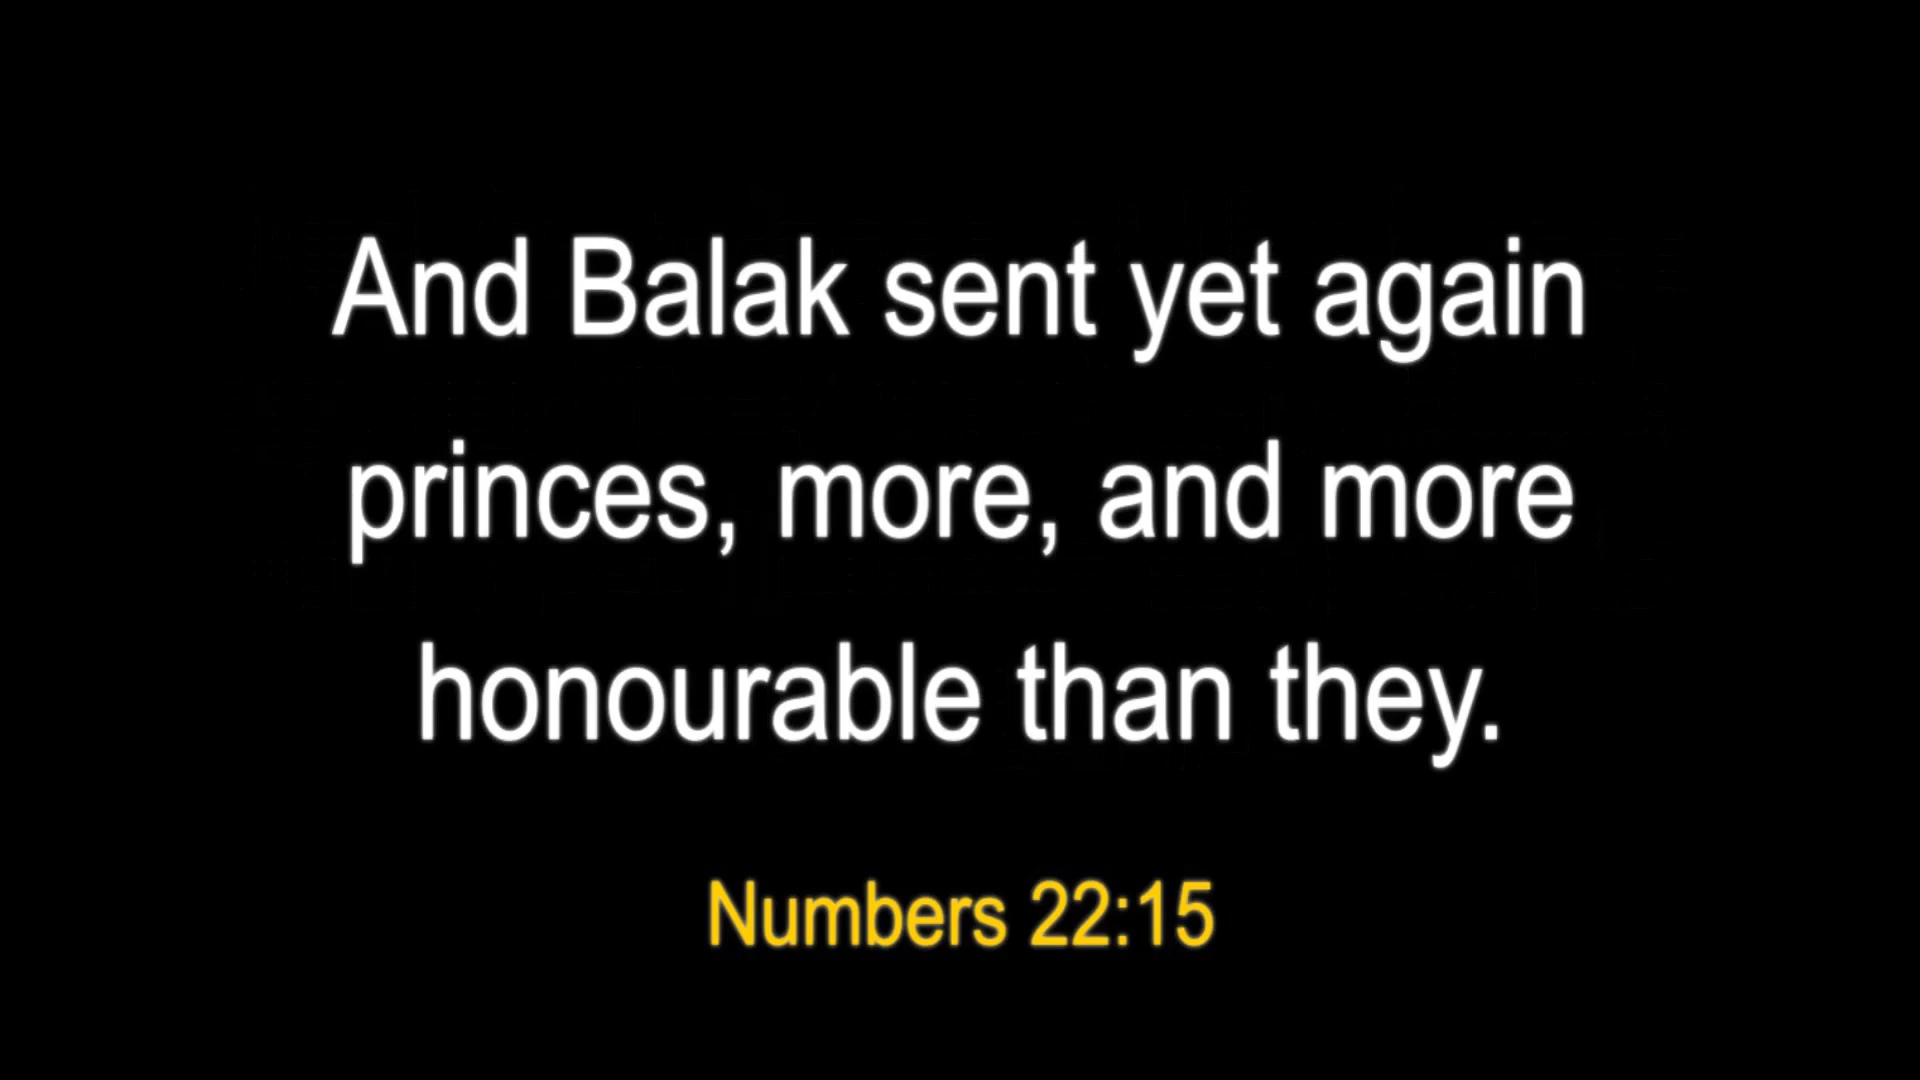 And Balak sent yet again
princes, more, and more
honourable than they.
Numbers 22:15